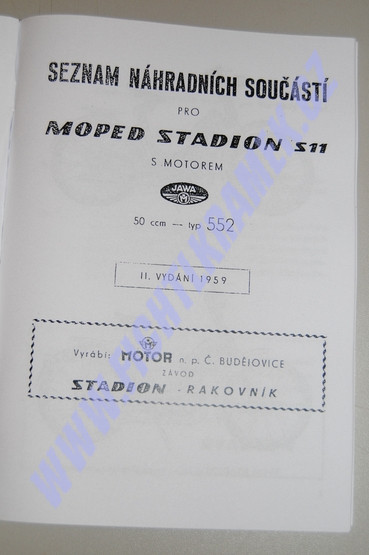 SEZNAM NÁHRADNÍCH SOUČÁSTÍ
PRO
MOPED STADION S11
S MOTOREM
JAWA
50 ccm — typ 552
II. VYDÁNÍ 1959
Vyrábí: MOTOR n. p. Č. BUDĚJOVICE
ZÁVOD
STADION - RAKOVNÍK